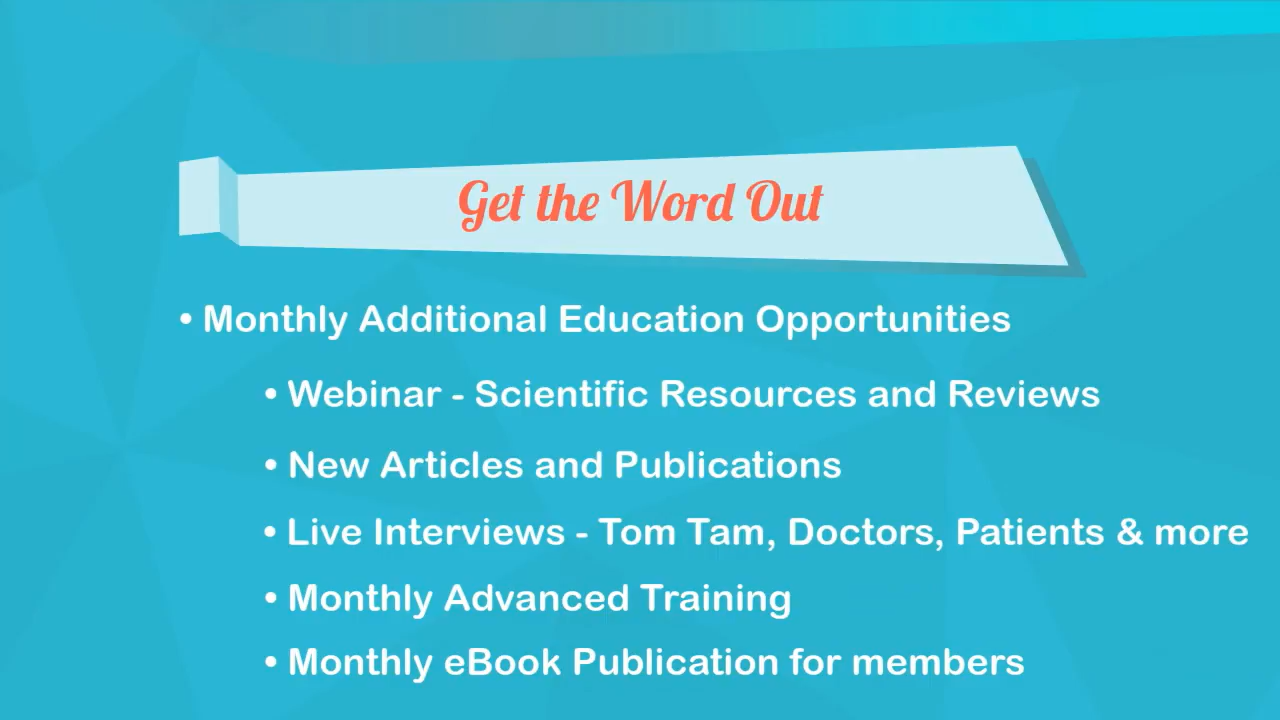 Get the Word Out
• Monthly Additional Education Opportunities
• Webinar - Scientific Resources and Reviews
• New Articles and Publications
• Live Interviews - Tom Tam, Doctors, Patients & more
• Monthly Advanced Training
• Monthly eBook Publication for members